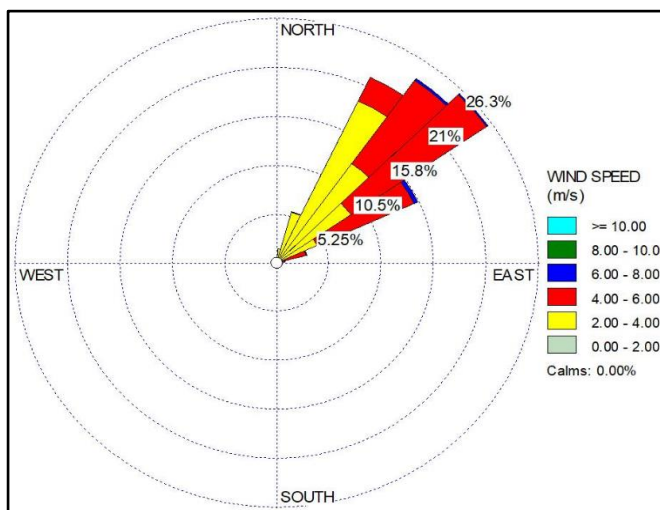 NORTH
26.3%
21%
15.8%
10.5%
5.25%
WEST
EAST
SOUTH
WIND SPEED
(m/s)
>= 10.00
8.00 - 10.0
6.00 - 8.00
4.00 - 6.00
2.00 - 4.00
0.00 - 2.00
Calms: 0.00%